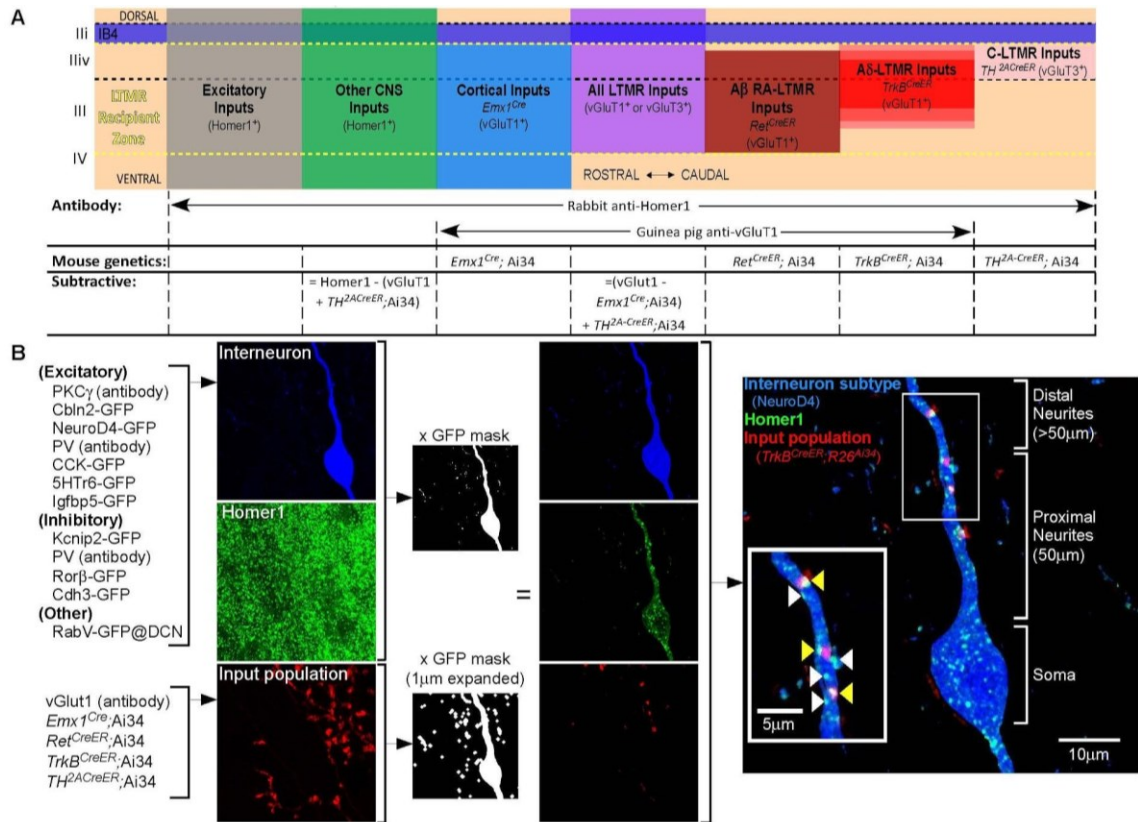 A
DORSAL
IIi
IB4
IIiv
III
IV
LTMR
Recipient
Zone
VENTRAL
Excitatory
Inputs
(Homer1⁺)
Other CNS
Inputs
(Homer1⁺)
Cortical Inputs
Emx1ᶜʳᵉ
(vGluT1⁺)
All LTMR Inputs
(vGluT1⁺ or vGluT3⁺)
Aβ RA-LTMR
Inputs
Retᶜʳᵉᴱᴿ
(vGluT1⁺)
Aδ-LTMR Inputs
TrkBᶜʳᵉᴱᴿ
(vGluT1⁺)
C-LTMR Inputs
TH²ᴬᶜʳᵉᴱᴿ (vGluT3⁺)
ROSTRAL ⟷ CAUDAL
Antibody:
Rabbit anti-Homer1
Guinea pig anti-vGluT1
Mouse genetics:
Emx1ᶜʳᵉ; Ai34
Retᶜʳᵉᴱᴿ; Ai34
TrkBᶜʳᵉᴱᴿ; Ai34
TH²ᴬ⁻ᶜʳᵉᴱᴿ; Ai34
Subtractive:
= Homer1 - (vGluT1
+ TH²ᴬᶜʳᵉᴱᴿ;Ai34)
=(vGlut1 -
Emx1ᶜʳᵉ;Ai34)
+ TH²ᴬ⁻ᶜʳᵉᴱᴿ;Ai34
B
(Excitatory)
PKCγ (antibody)
Cbln2-GFP
NeuroD4-GFP
PV (antibody)
CCK-GFP
5HTr6-GFP
Igfbp5-GFP
(Inhibitory)
Kcnip2-GFP
PV (antibody)
Rorβ-GFP
Cdh3-GFP
(Other)
RabV-GFP@DCN
vGlut1 (antibody)
Emx1ᶜʳᵉ;Ai34
Retᶜʳᵉᴱᴿ;Ai34
TrkBᶜʳᵉᴱᴿ;Ai34
TH²ᴬᶜʳᵉᴱᴿ;Ai34
Interneuron
Homer1
Input population
x GFP mask
=
x GFP mask
(1μm expanded)
Interneuron subtype
(NeuroD4)
Homer1
Input population
(TrkBᶜʳᵉᴱᴿ;R26ᴬⁱ³⁴)
5μm
10μm
Distal
Neurites
(>50μm)
Proximal
Neurites
(50μm)
Soma